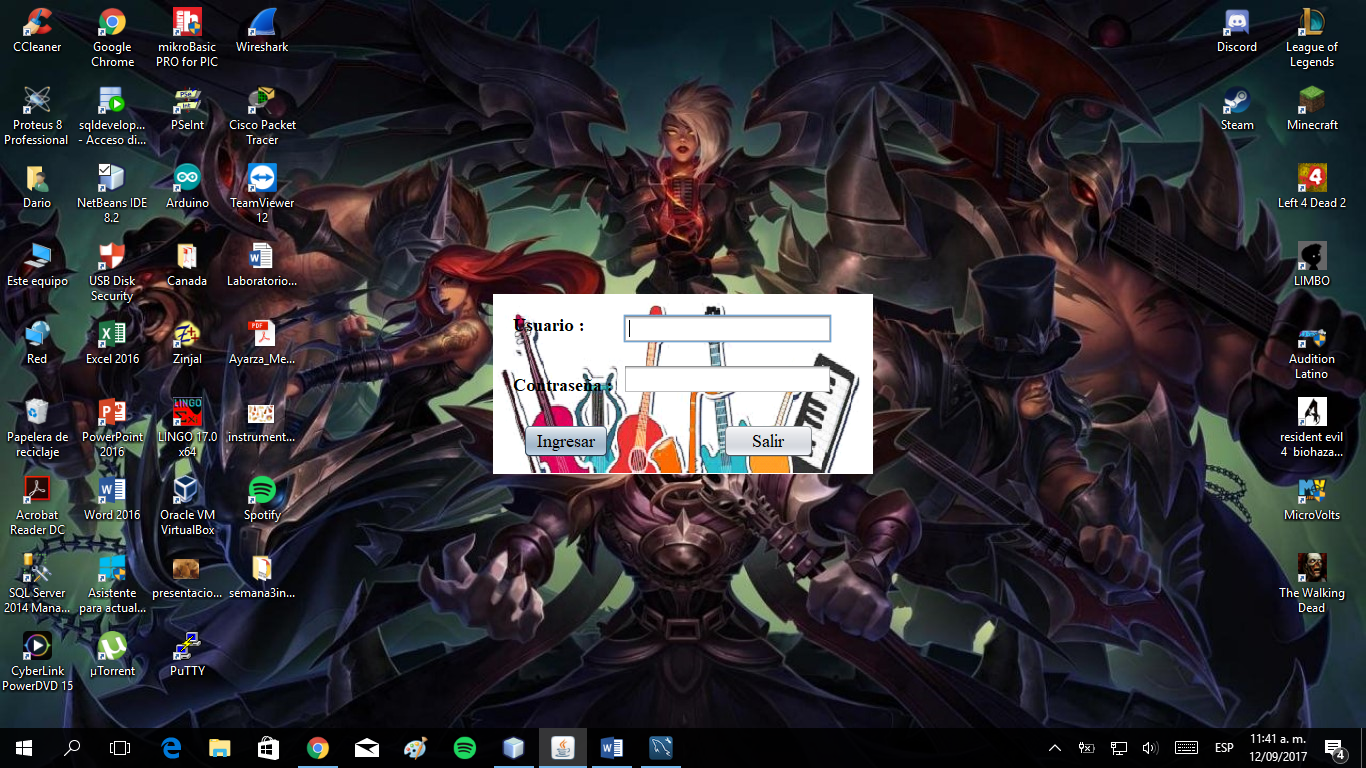 CCleaner
Google
Chrome
mikroBasic
PRO for PIC
Wireshark
Discord
League of
Legends
Proteus 8
Professional
sqldevelop...
- Acceso di...
PSeInt
Cisco Packet
Tracer
Steam
Minecraft
Dario
NetBeans IDE
8.2
Arduino
TeamViewer
12
Left 4 Dead 2
Este equipo
USB Disk
Security
Canada
Laboratorio...
LIMBO
Usuario :
Red
Excel 2016
Zinjal
Ayarza_Me...
Audition
Latino
Contraseña :
Papelera de
reciclaje
PowerPoint
2016
LINGO
LINGO 17.0
x64
instrument...
Ingresar
Salir
resident evil
4 biohaza...
Acrobat
Reader DC
Word 2016
Oracle VM
VirtualBox
Spotify
MicroVolts
SQL Server
2014 Mana...
Asistente
para actual...
presentacio...
semana3in...
The Walking
Dead
CyberLink
PowerDVD 15
µTorrent
PuTTY
ESP
11:41 a. m.
12/09/2017
4